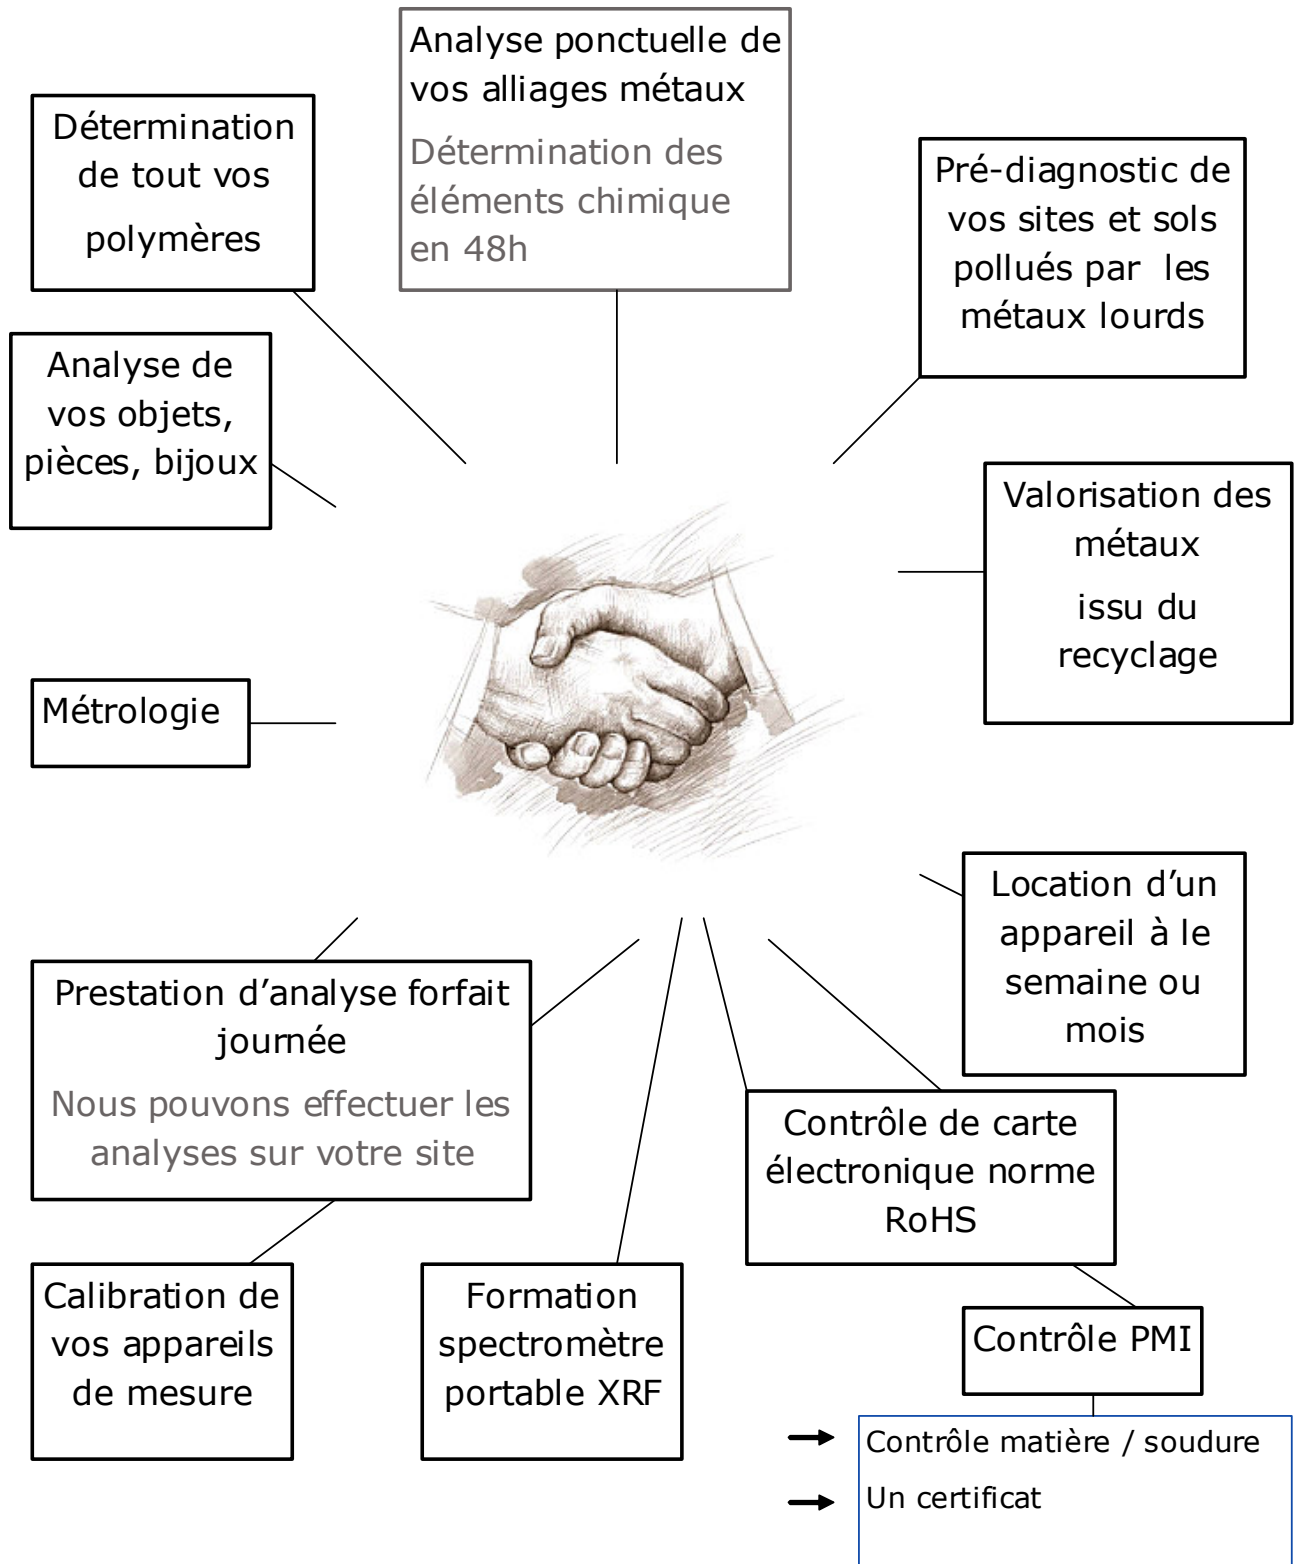 Analyse ponctuelle de
vos alliages métaux
Détermination des
éléments chimique
en 48h
Détermination
de tout vos
polymères
Pré-diagnostic de
vos sites et sols
pollués par les
métaux lourds
Analyse de
vos objets,
pièces, bijoux
Valorisation des
métaux
issu du
recyclage
Métrologie
Location d’un
appareil à le
semaine ou
mois
Prestation d’analyse forfait
journée
Nous pouvons effectuer les
analyses sur votre site
Contrôle de carte
électronique norme
RoHS
Calibration de
vos appareils
de mesure
Formation
spectromètre
portable XRF
Contrôle PMI
Contrôle matière / soudure
Un certificat